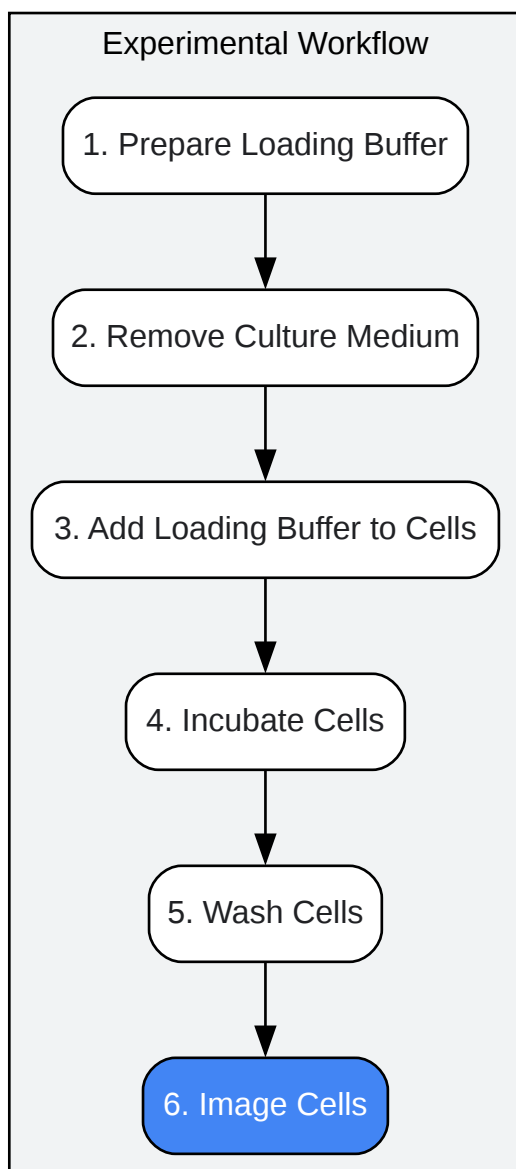 Experimental Workflow
1. Prepare Loading Buffer
2. Remove Culture Medium
3. Add Loading Buffer to Cells
4. Incubate Cells
5. Wash Cells
6. Image Cells